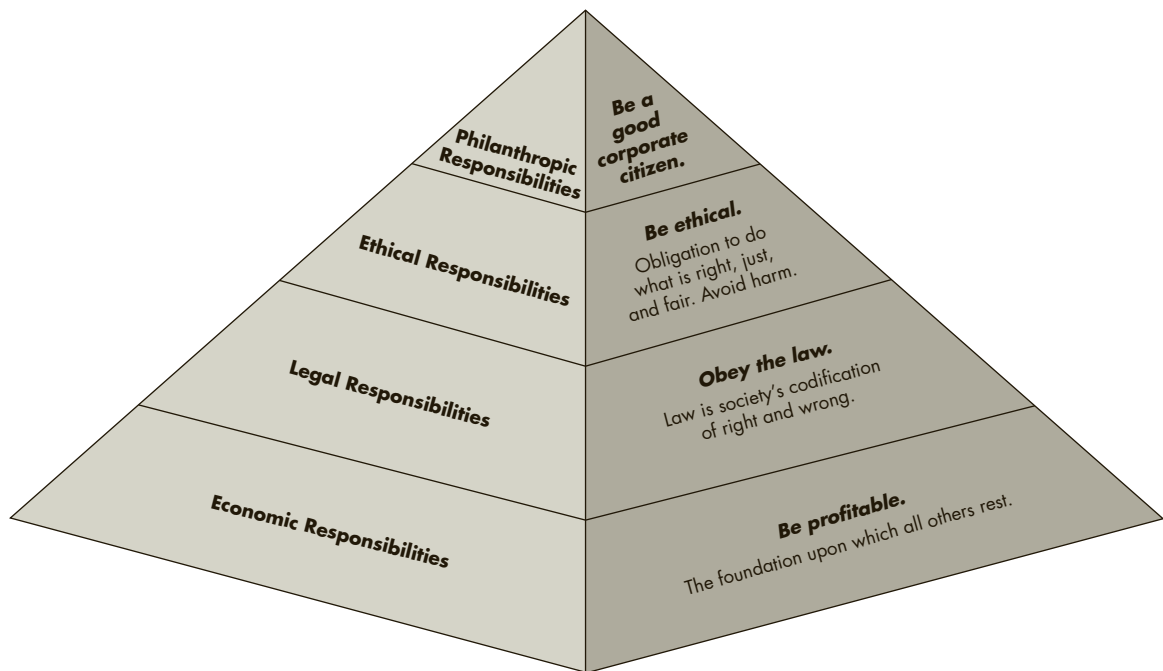 Philanthropic
Responsibilities
Be a
good
corporate
citizen.
Ethical Responsibilities
Be ethical.
Obligation to do
what is right, just,
and fair. Avoid harm.
Legal Responsibilities
Obey the law.
Law is society's codification
of right and wrong.
Economic Responsibilities
Be profitable.
The foundation upon which all others rest.